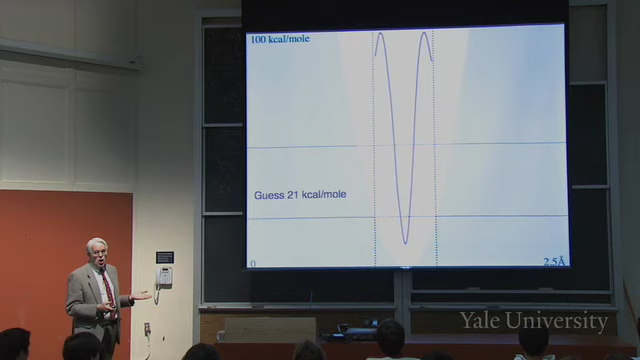 100 kcal/mole
Guess 21 kcal/mole
0
2.5Å
Yale University